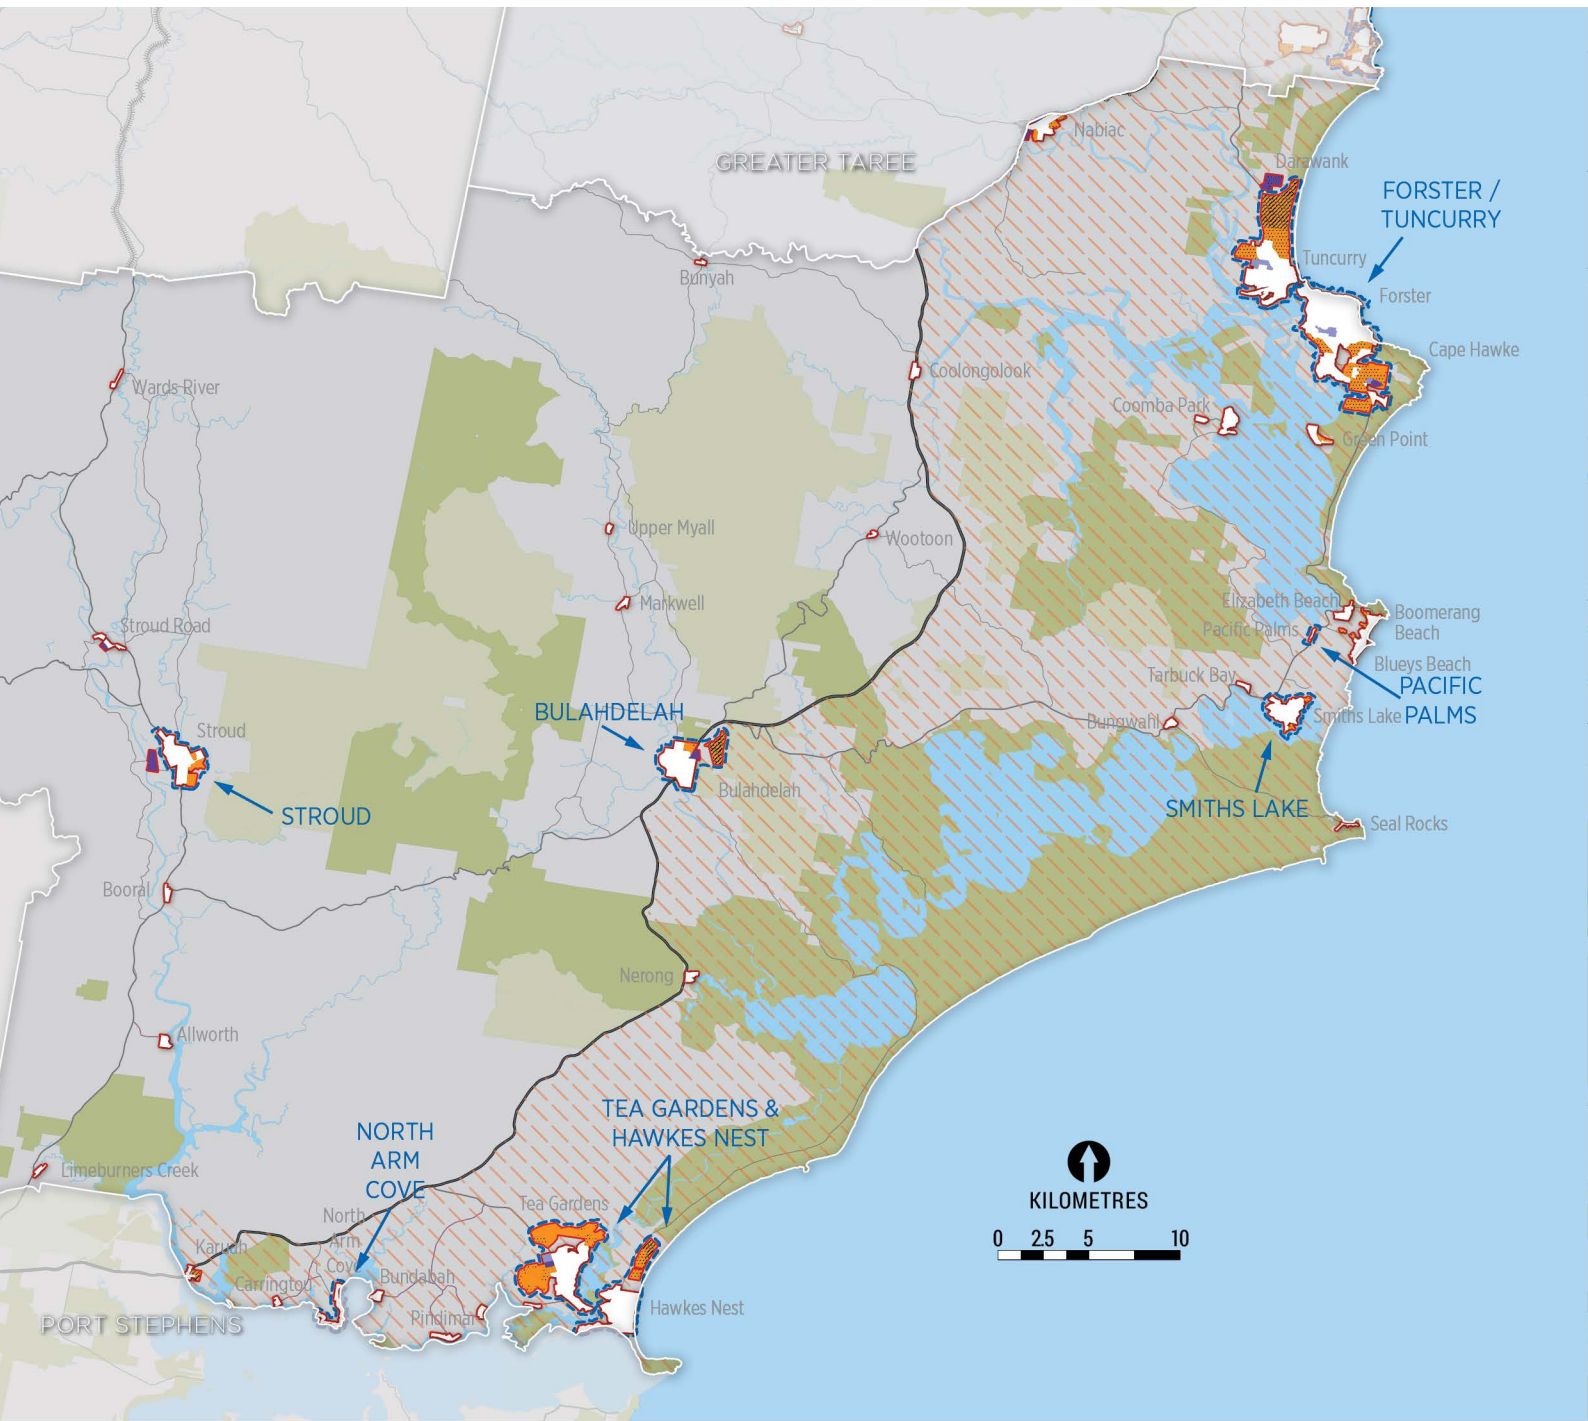 Nabiac
GREATER TAREE
Darawank
FORSTER /
TUNCURRY
Tuncurry
Bunyah
Forster
Cape Hawke
Coolongolook
Wards River
Coomba Park
Green Point
Upper Myall
Wootoon
Markwell
Elizabeth Beach
Boomerang
Beach
Stroud Road
Pacific Palms
Blueys Beach
Tarbuck Bay
PACIFIC
PALMS
BULAHDELAH
Smiths Lake
Bungwahl
Stroud
Bulahdelah
SMITHS LAKE
STROUD
Seal Rocks
Booral
Nerong
Allworth
TEA GARDENS &
HAWKES NEST
NORTH
ARM
COVE
Limeburners Creek
KILOMETRES
0 2.5 5 10
Tea Gardens
North
Arm
Cove
Karuah
Carrington
Bundabah
Pindimar
Hawkes Nest
PORT STEPHENS